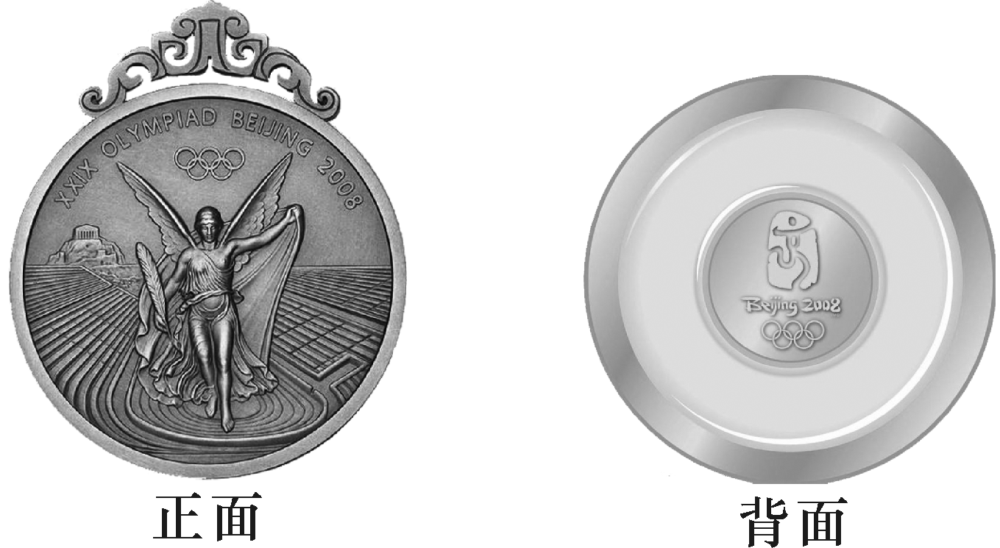 XXIX OLYMPIAD BEIJING 2008
Beijing 2008
正面
背面